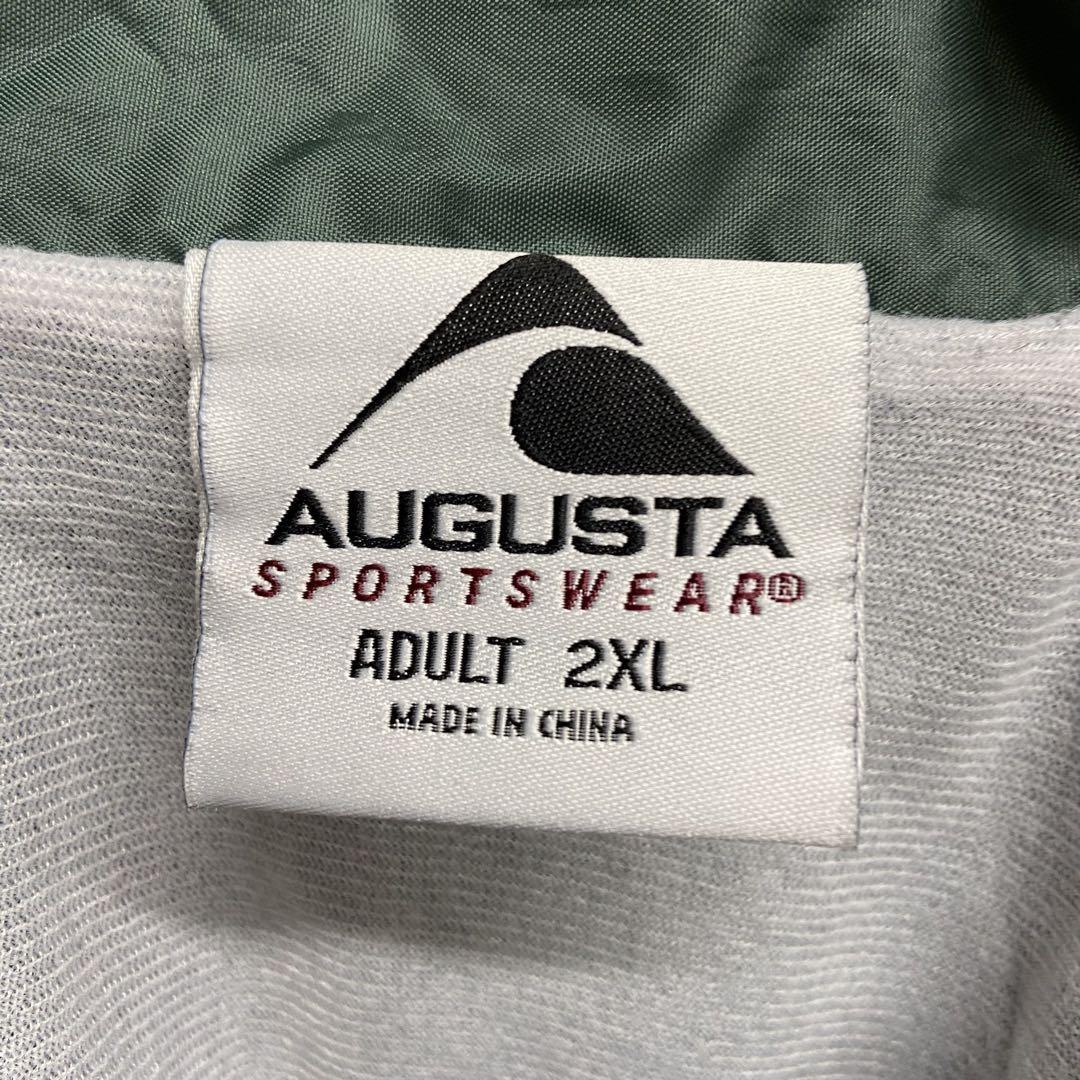 AUGUSTA
SPORTSWEAR®
ADULT 2XL
MADE IN CHINA